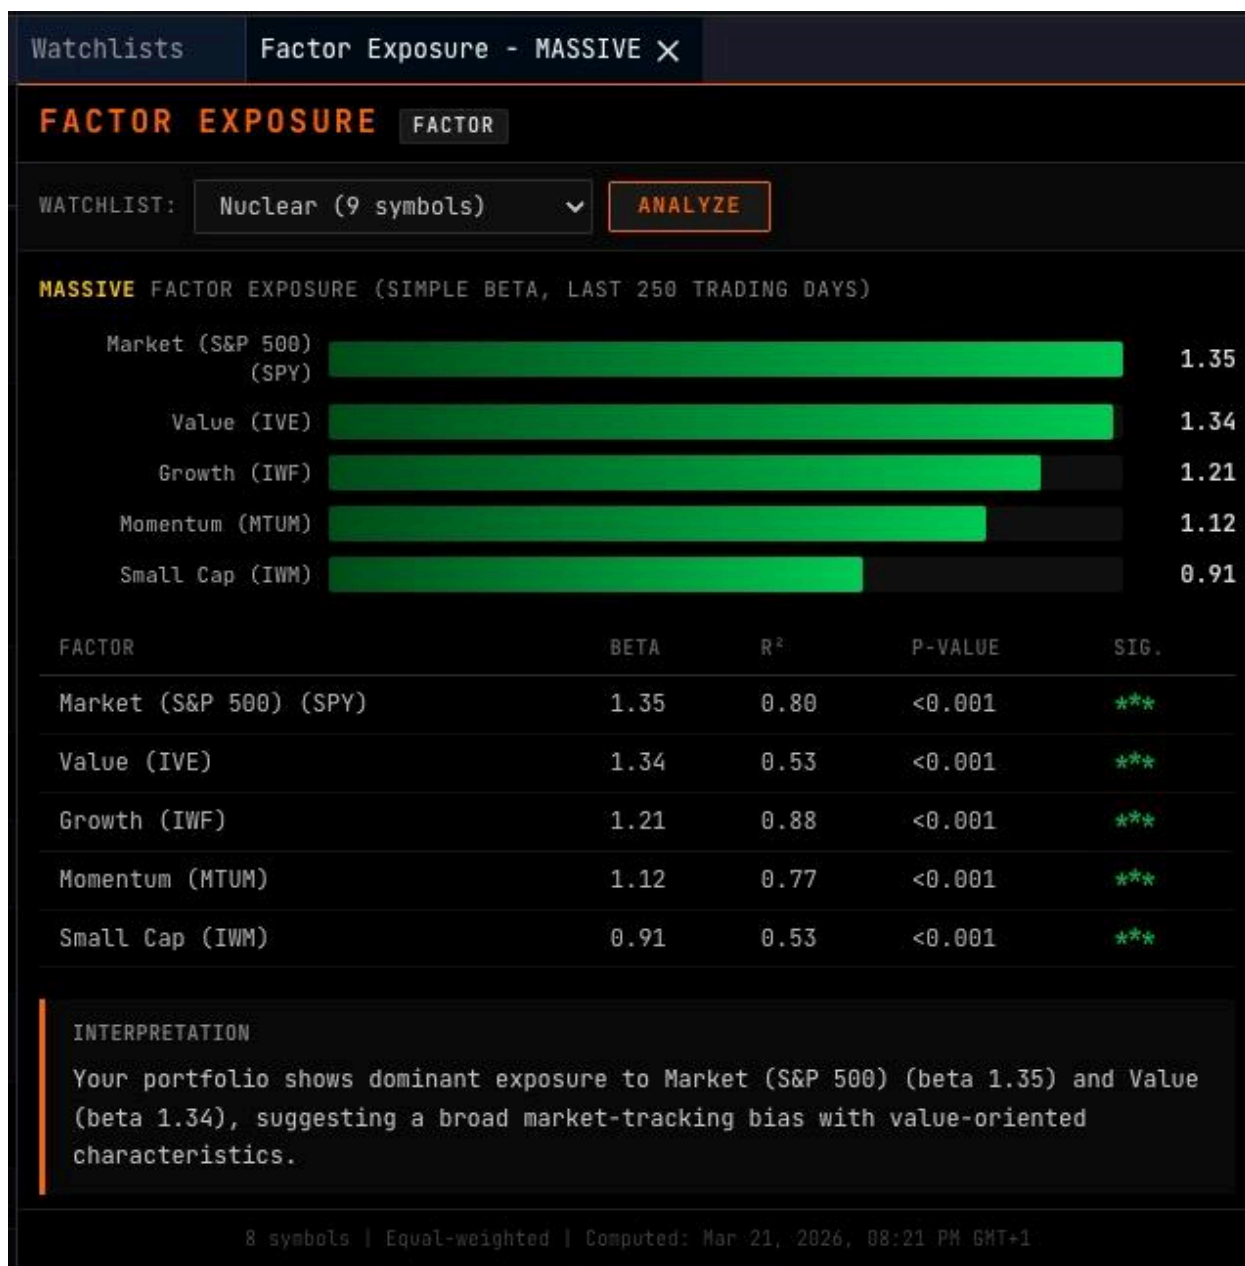 Watchlists Factor Exposure - MASSIVE ×
FACTOR EXPOSURE FACTOR
WATCHLIST: Nuclear (9 symbols) ANALYZE
MASSIVE FACTOR EXPOSURE (SIMPLE BETA, LAST 250 TRADING DAYS)
Market (S&P 500)
(SPY) 1.35
Value (IVE) 1.34
Growth (IWF) 1.21
Momentum (MTUM) 1.12
Small Cap (IWM) 0.91
FACTOR BETA R² P-VALUE SIG.
Market (S&P 500) (SPY) 1.35 0.80 <0.001 ***
Value (IVE) 1.34 0.53 <0.001 ***
Growth (IWF) 1.21 0.88 <0.001 ***
Momentum (MTUM) 1.12 0.77 <0.001 ***
Small Cap (IWM) 0.91 0.53 <0.001 ***
INTERPRETATION
Your portfolio shows dominant exposure to Market (S&P 500) (beta 1.35) and Value
(beta 1.34), suggesting a broad market-tracking bias with value-oriented
characteristics.
8 symbols | Equal-weighted | Computed: Mar 21, 2026, 08:21 PM GMT+1